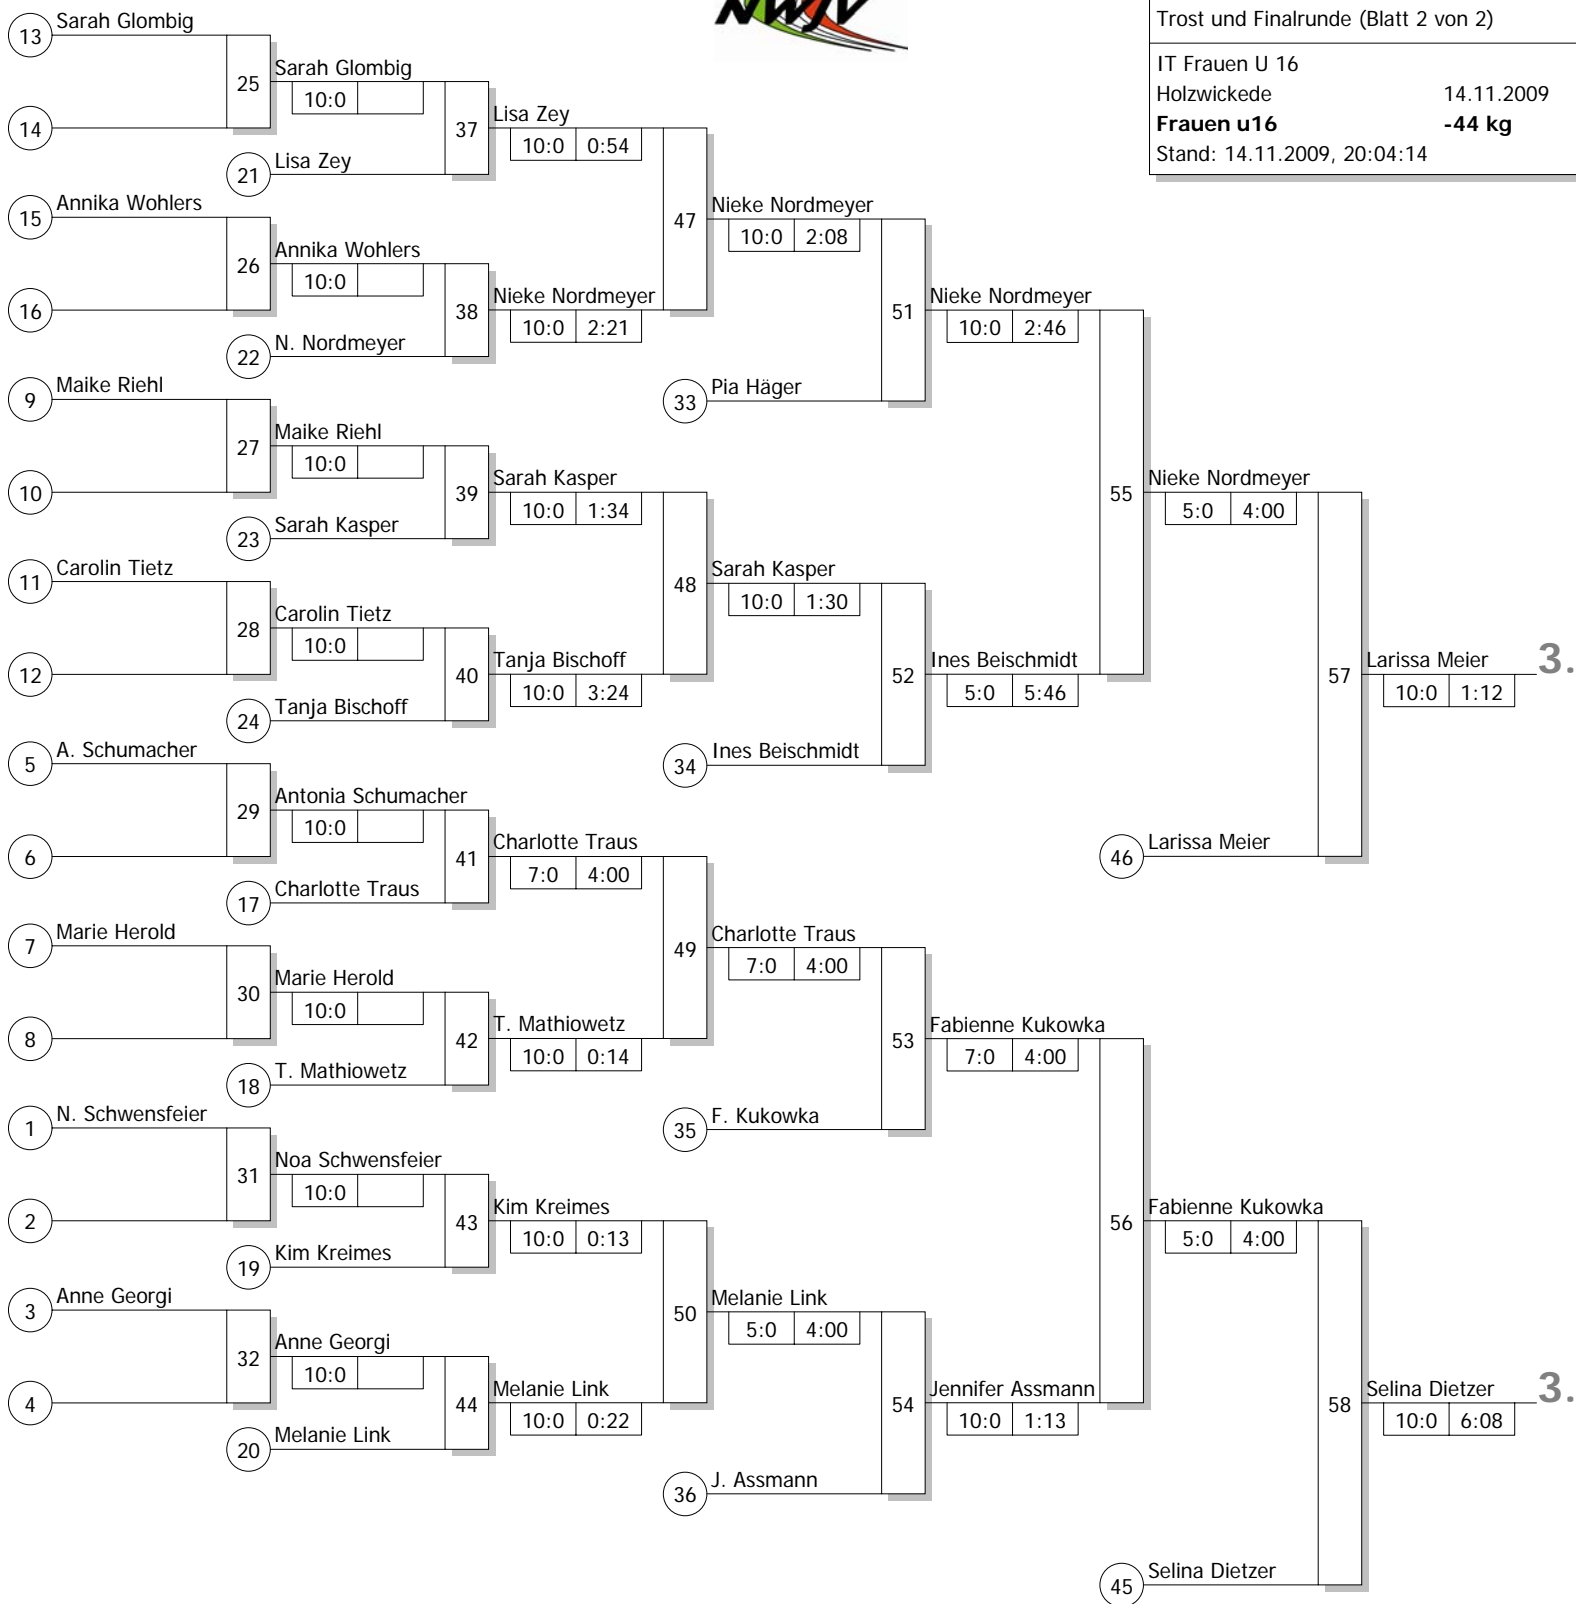 NWJV
Trost und Finalrunde (Blatt 2 von 2)
IT Frauen U 16
Holzwickede 14.11.2009
Frauen u16 -44 kg
Stand: 14.11.2009, 20:04:14
13 Sarah Glombig
25 Sarah Glombig
10:0
14
37 Lisa Zey
10:0 0:54
21 Lisa Zey
15 Annika Wohlers
47 Nieke Nordmeyer
10:0 2:08
26 Annika Wohlers
10:0
16
38 Nieke Nordmeyer
10:0 2:21
51 Nieke Nordmeyer
10:0 2:46
22 N. Nordmeyer
9 Maike Riehl
33 Pia Häger
27 Maike Riehl
10:0
10
39 Sarah Kasper
10:0 1:34
55 Nieke Nordmeyer
5:0 4:00
23 Sarah Kasper
11 Carolin Tietz
48 Sarah Kasper
10:0 1:30
28 Carolin Tietz
10:0
12
40 Tanja Bischoff
10:0 3:24
52 Ines Beischmidt
5:0 5:46
57 Larissa Meier 3.
10:0 1:12
24 Tanja Bischoff
5 A. Schumacher
34 Ines Beischmidt
29 Antonia Schumacher
10:0
6
41 Charlotte Traus
7:0 4:00
46 Larissa Meier
17 Charlotte Traus
7 Marie Herold
49 Charlotte Traus
7:0 4:00
30 Marie Herold
10:0
8
42 T. Mathiowetz
10:0 0:14
53 Fabienne Kukowka
7:0 4:00
18 T. Mathiowetz
1 N. Schwensfeier
35 F. Kukowka
31 Noa Schwensfeier
10:0
2
43 Kim Kreimes
10:0 0:13
56 Fabienne Kukowka
5:0 4:00
19 Kim Kreimes
3 Anne Georgi
50 Melanie Link
5:0 4:00
32 Anne Georgi
10:0
4
44 Melanie Link
10:0 0:22
54 Jennifer Assmann
10:0 1:13
58 Selina Dietzer 3.
10:0 6:08
20 Melanie Link
36 J. Assmann
45 Selina Dietzer